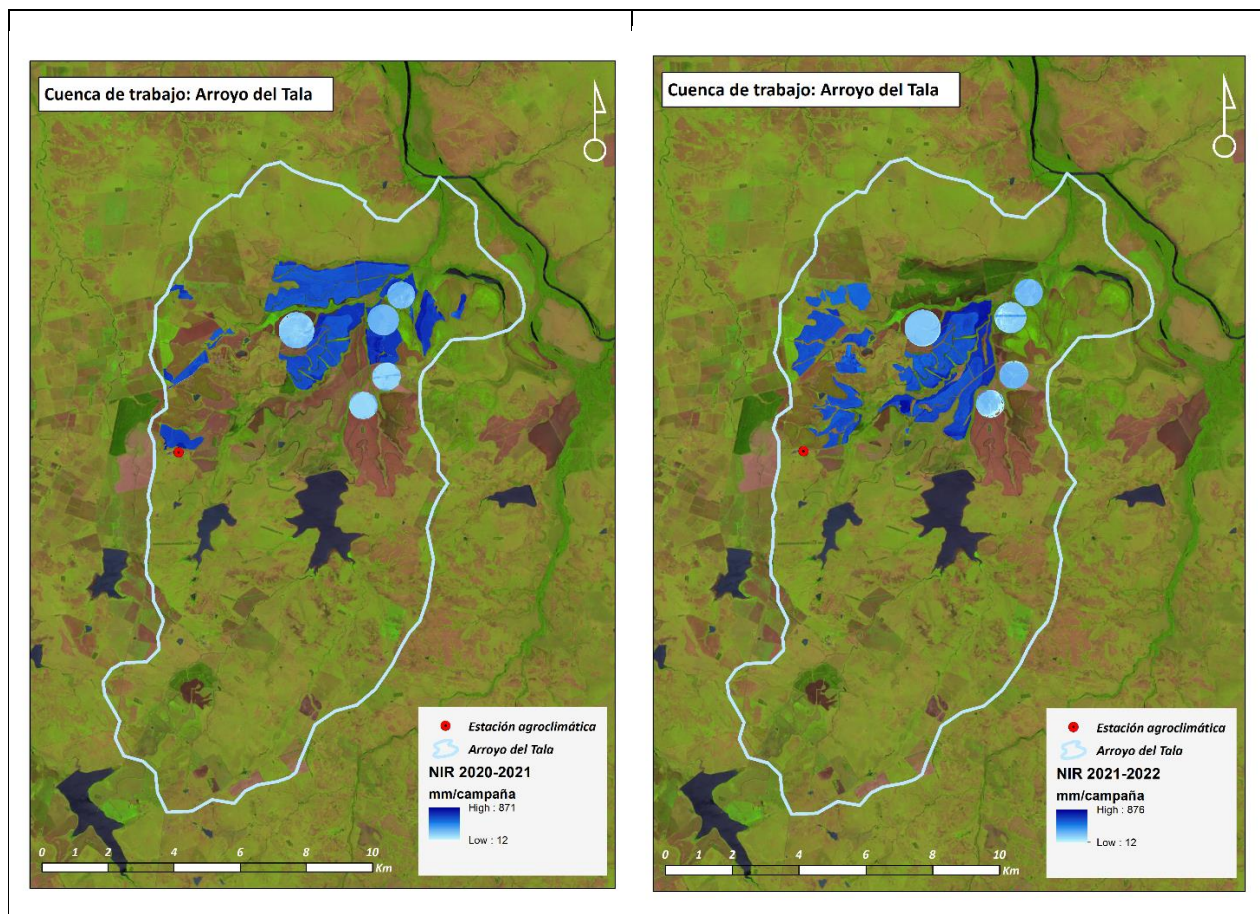 Cuenca de trabajo: Arroyo del Tala
Estación agroclimática
Arroyo del Tala
NIR 2020-2021
mm/campaña
High : 871
Low : 12
0 1 2 4 6 8 10
Km
Cuenca de trabajo: Arroyo del Tala
Estación agroclimática
Arroyo del Tala
NIR 2021-2022
mm/campaña
High : 876
Low : 12
0 1 2 4 6 8 10
Km